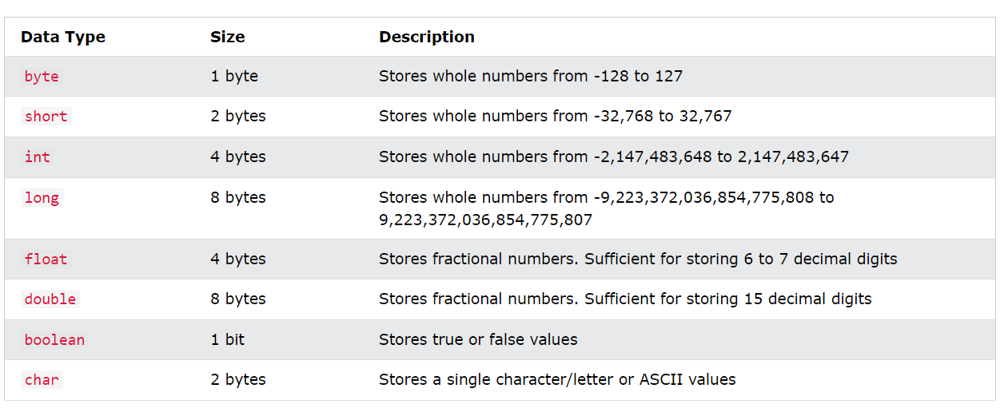 Data Type Size Description
byte 1 byte Stores whole numbers from -128 to 127
short 2 bytes Stores whole numbers from -32,768 to 32,767
int 4 bytes Stores whole numbers from -2,147,483,648 to 2,147,483,647
long 8 bytes Stores whole numbers from -9,223,372,036,854,775,808 to
9,223,372,036,854,775,807
float 4 bytes Stores fractional numbers. Sufficient for storing 6 to 7 decimal digits
double 8 bytes Stores fractional numbers. Sufficient for storing 15 decimal digits
boolean 1 bit Stores true or false values
char 2 bytes Stores a single character/letter or ASCII values